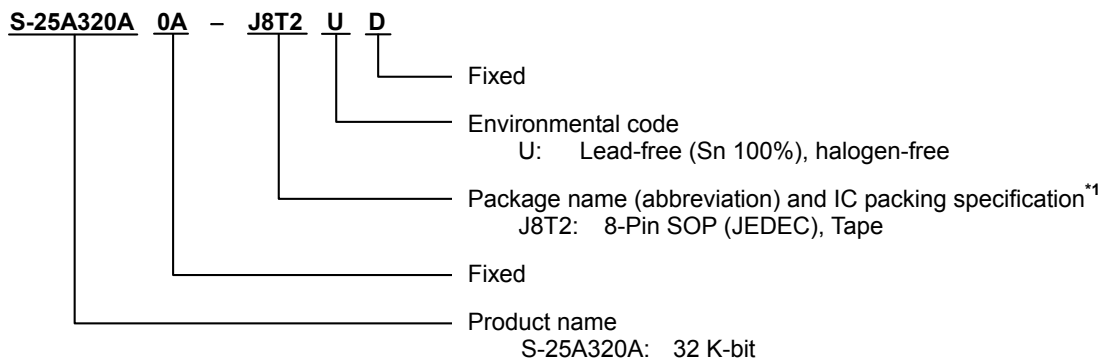 S-25A320A 0A – J8T2 U D
Fixed
Environmental code
U: Lead-free (Sn 100%), halogen-free
Package name (abbreviation) and IC packing specification*1
J8T2: 8-Pin SOP (JEDEC), Tape
Fixed
Product name
S-25A320A: 32 K-bit